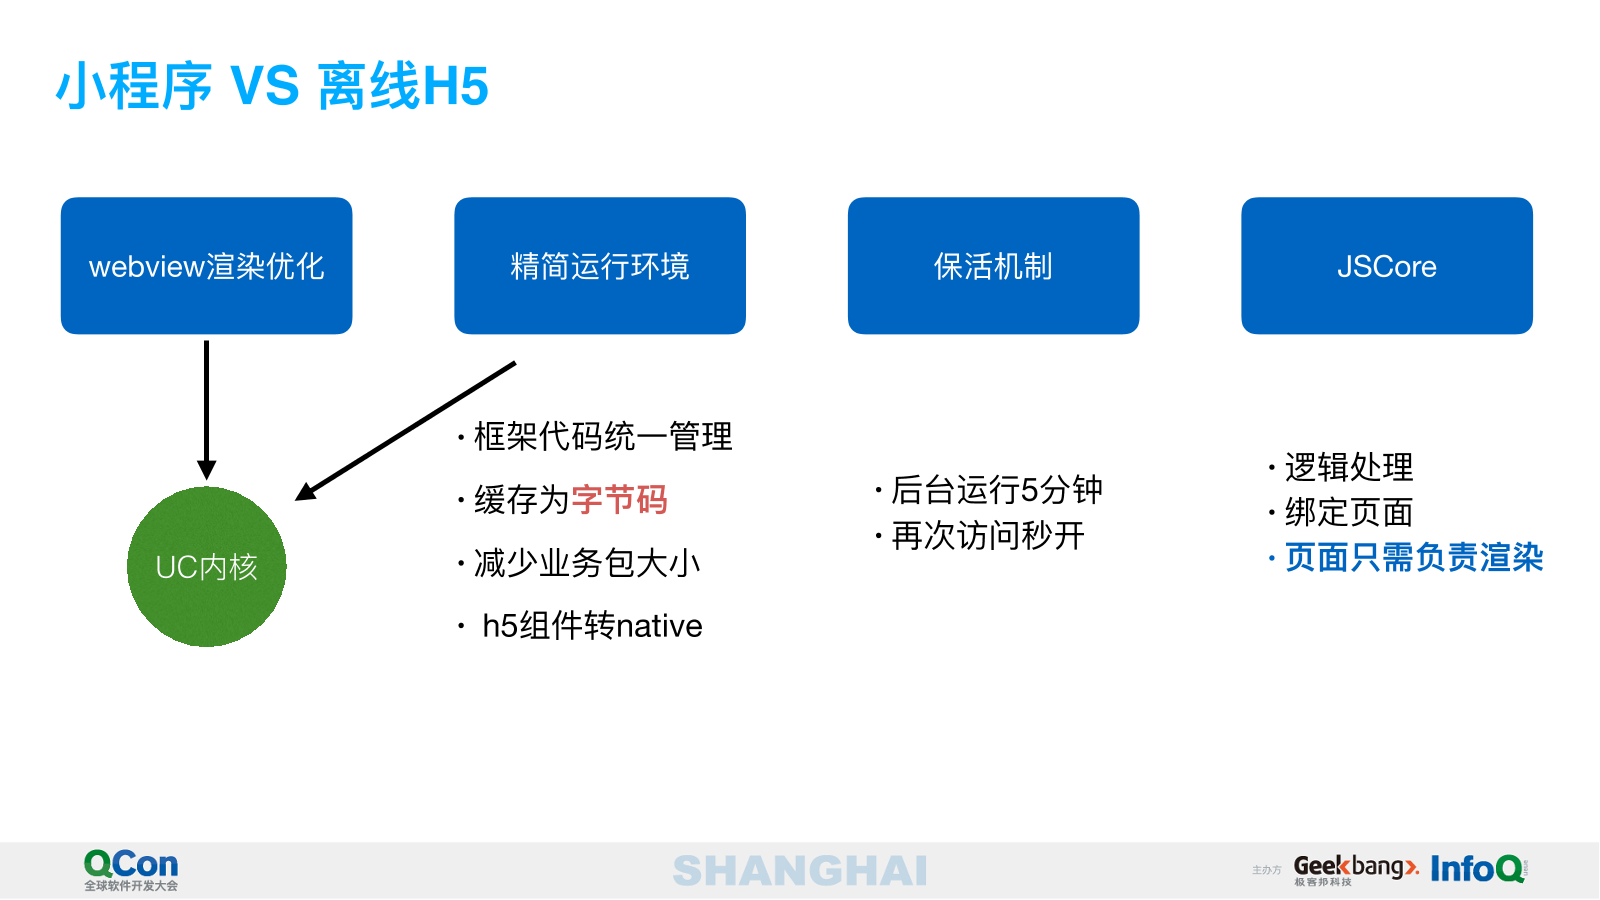 小程序 VS 离线H5
webview渲染优化
精简运行环境
保活机制
JSCore
UC内核
· 框架代码统一管理
· 缓存为字节码
· 减少业务包大小
· h5组件转native
· 后台运行5分钟
· 再次访问秒开
· 逻辑处理
· 绑定页面
· 页面只需负责渲染
QCon
全球软件开发大会
SHANGHAI
主办方
Geekbang>.
极客邦科技
InfoQ